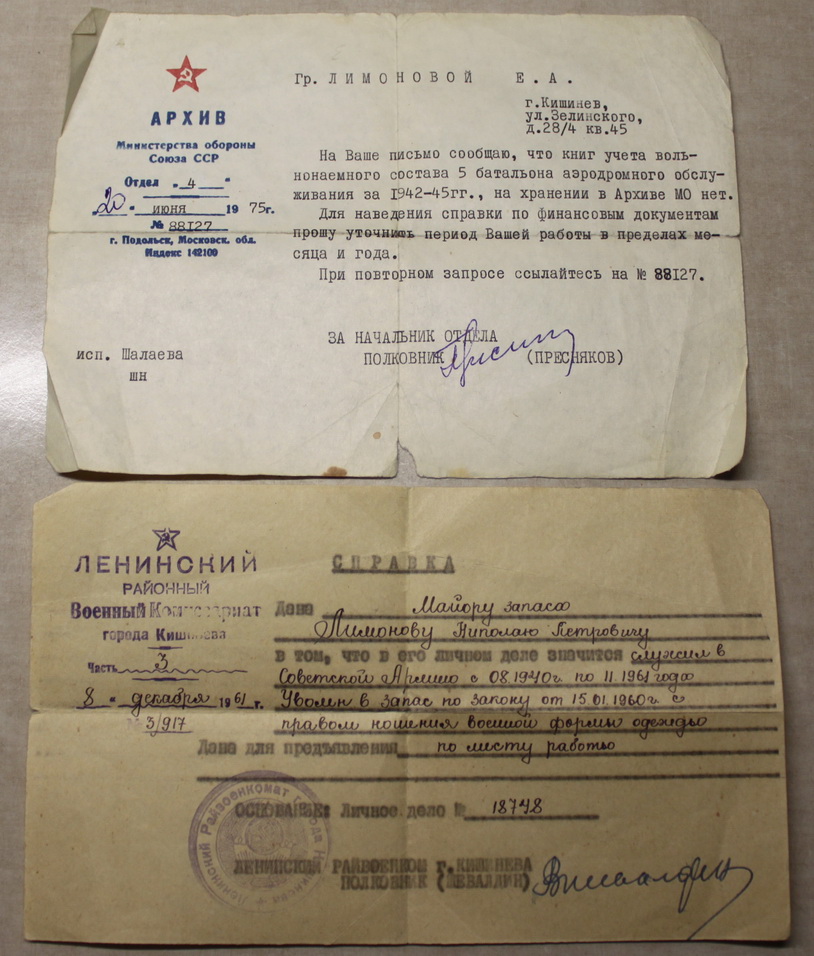 АРХИВ
Министерства обороны
Союза ССР
Отдел „ 4 "
„ 20 " июня 1975г.
№ 88127
г. Подольск, Московск. обл.
Индекс 142100
Гр. ЛИМОНОВОЙ Е. А.
г.Кишинев,
ул.Зелинского,
д.28/4 кв.45
На Ваше письмо сообщаю, что книг учета воль-
нонаемного состава 5 батальона аэродромного обслу-
живания за 1942-45гг., на хранении в Архиве МО нет.
Для наведения справки по финансовым документам
прошу уточнить период Вашей работы в пределах ме-
сяца и года.
При повторном запросе ссылайтесь на № 88127.
ЗА НАЧАЛЬНИК ОТДЕЛА
ПОЛКОВНИК (ПРЕСНЯКОВ)
исп. Шалаева
шн
ЛЕНИНСКИЙ
РАЙОННЫЙ
Военный Комиссариат
города Кишинева
Часть 3
8 " декабря 1961 г.
№ 3/917
СПРАВКА
Дана Майору запаса
Лимонову Николаю Петровичу
в том, что в его личном деле значится служил в
Советской Армии с 08.1940г. по 11.1961 года
Уволен в запас по закону от 15.01.1960г. с
правом ношения военной формы одежды
Дана для предъявления по месту работы
ОСНОВАНИЕ: Личное дело № 18748
ЛЕНИНСКИЙ РАЙВОЕНКОМ г.КИШИНЕВА
ПОЛКОВНИК (ШЕВАЛДИН)
Ленинский Райвоенкомат города Кишинева